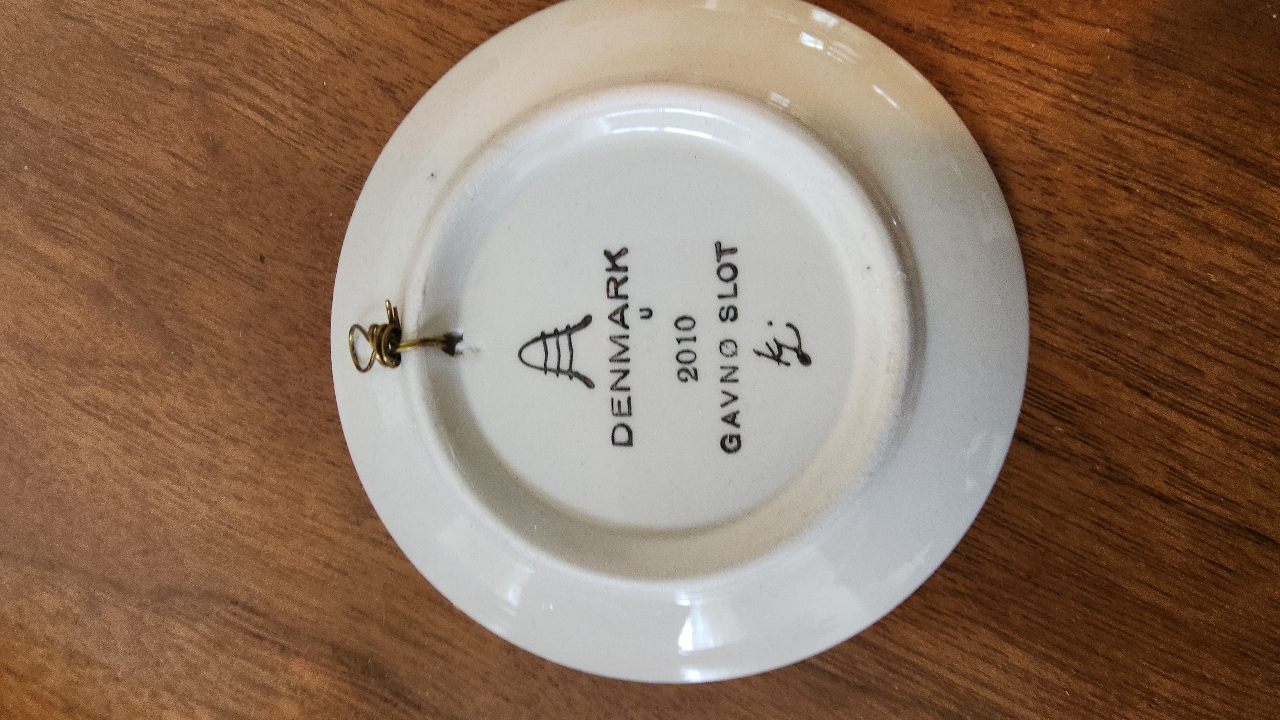 DENMARK
U
2010
GAVNØ SLOT